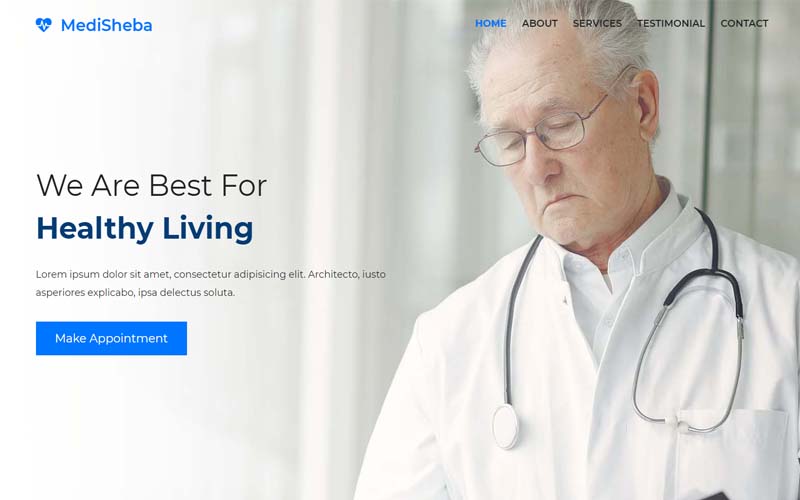 MediSheba
HOME ABOUT SERVICES TESTIMONIAL CONTACT
We Are Best For
Healthy Living
Lorem ipsum dolor sit amet, consectetur adipisicing elit. Architecto, iusto
asperiores explicabo, ipsa delectus soluta.
Make Appointment